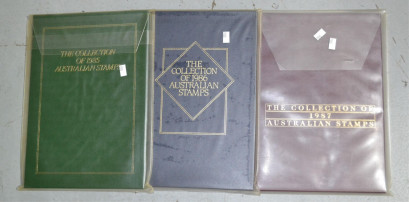 THE COLLECTION
OF 1985
AUSTRALIAN STAMPS
THE
COLLECTION
OF 1986
AUSTRALIAN
STAMPS
THE COLLECTION OF
1987
AUSTRALIAN STAMPS